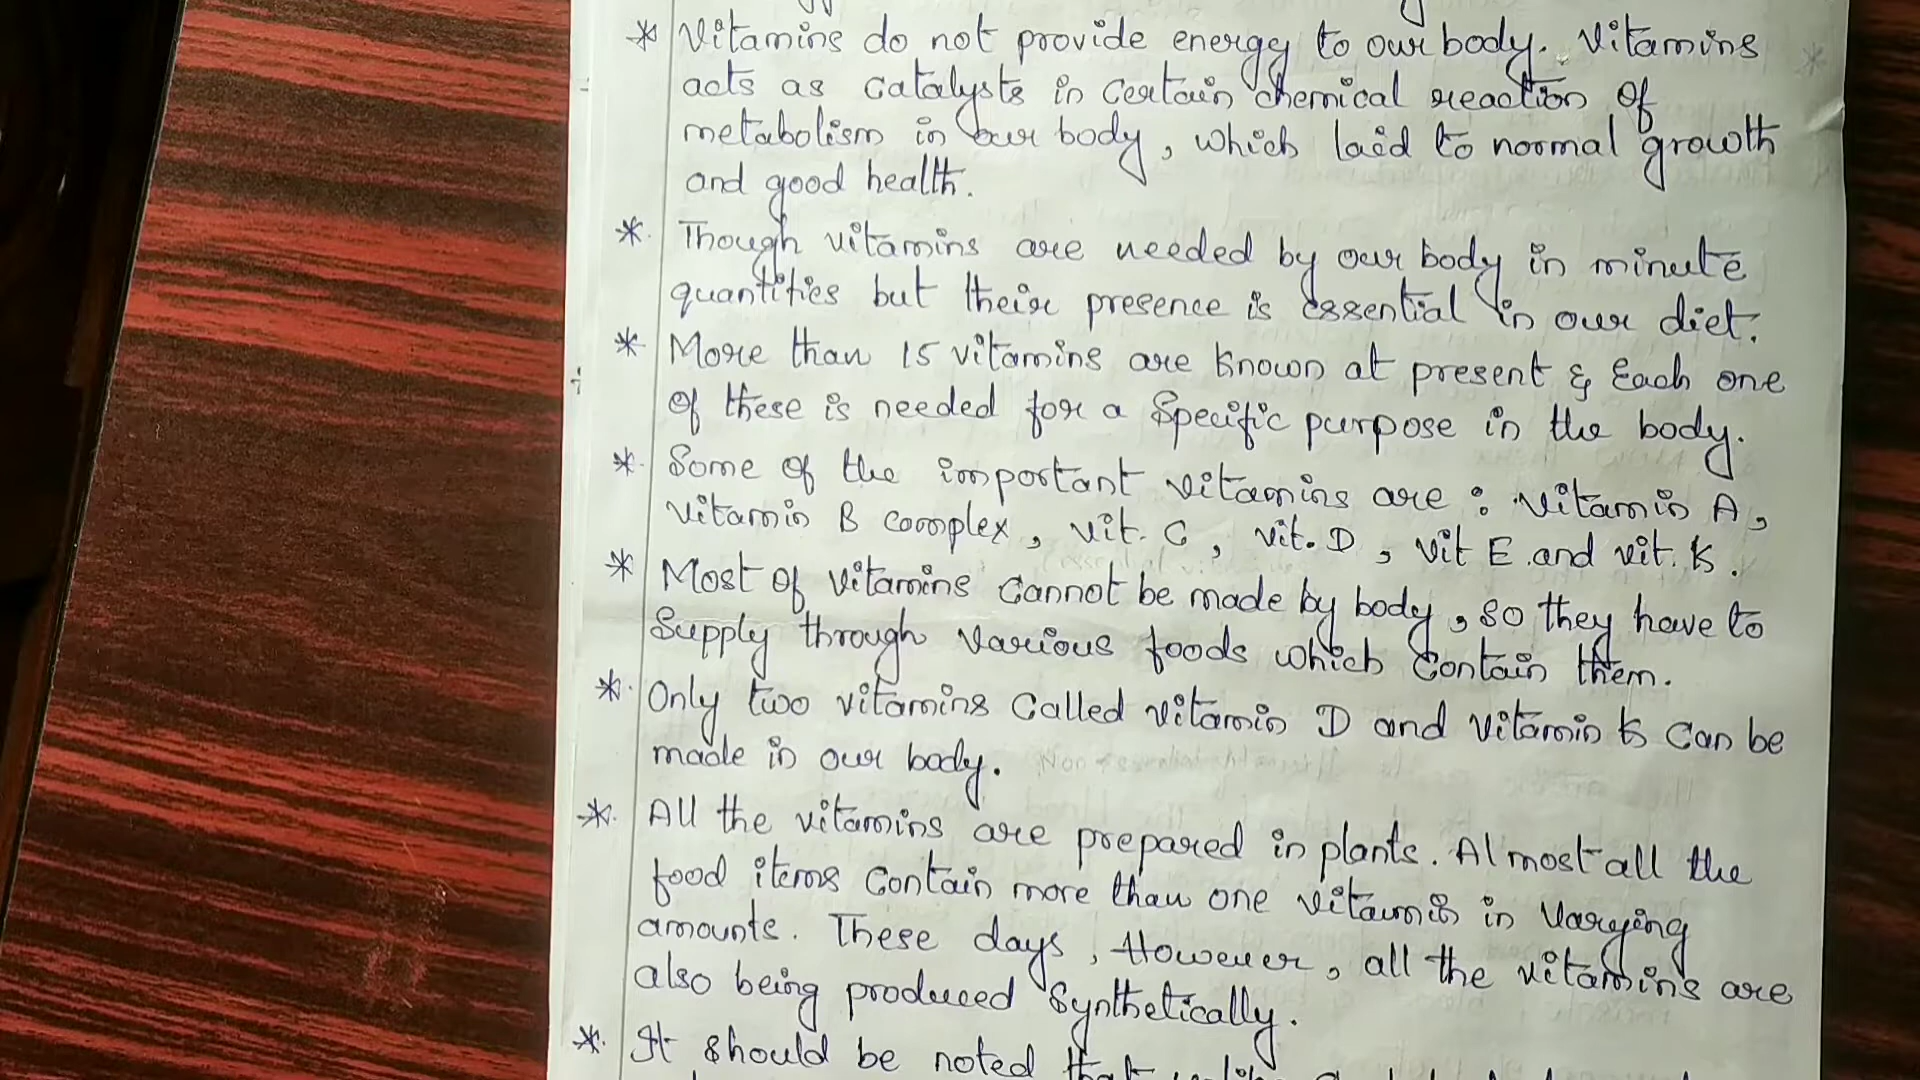 * Vitamins do not provide energy to our body. Vitamins
acts as catalysts in certain chemical reaction of
metabolism in our body, which laid to normal growth
and good health.
* Though vitamins are needed by our body in minute
quantities but their presence is essential in our diet.
* More than 15 vitamins are known at present & Each one
of these is needed for a specific purpose in the body.
* Some of the important vitamins are : vitamin A,
vitamin B complex, vit. C, vit. D, vit E and vit. K.
* Most of vitamins cannot be made by body, so they have to
supply through various foods which contain them.
* Only two vitamins called vitamin D and vitamin K can be
made in our body.
* All the vitamins are prepared in plants. Almost all the
food items contain more than one vitamin in varying
amounts. These days, However, all the vitamins are
also being produced synthetically.
* It should be noted that